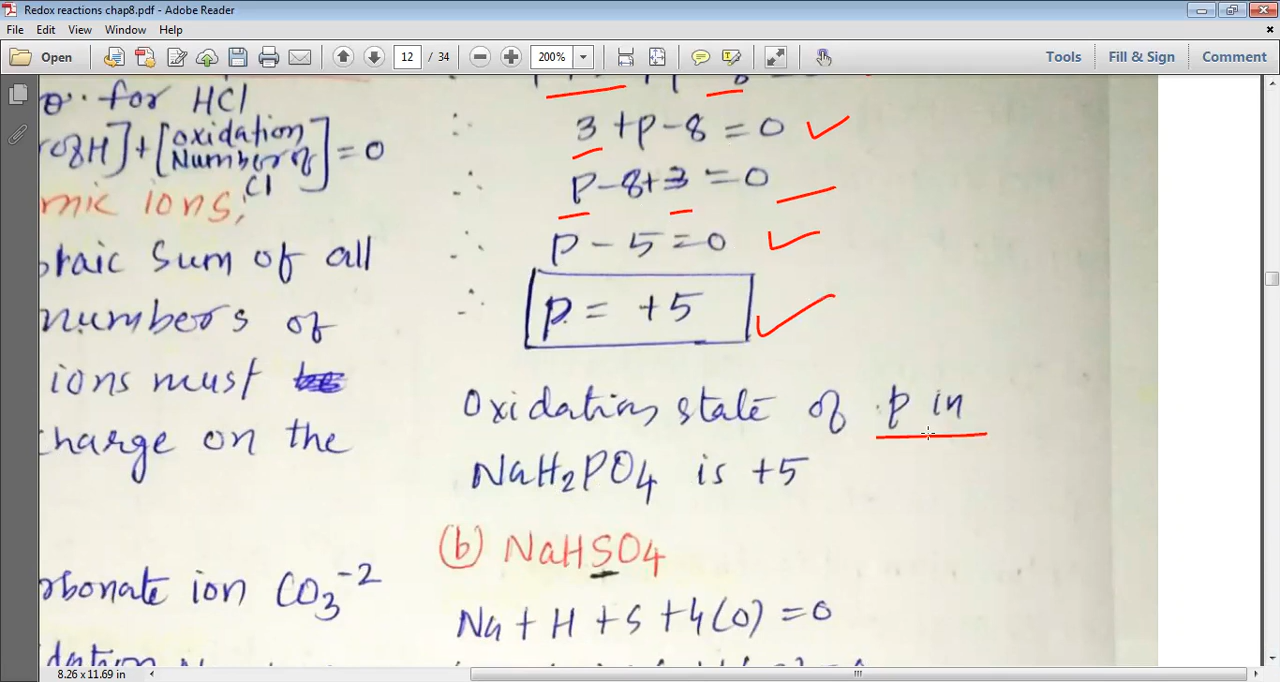 Redox reactions chap8.pdf - Adobe Reader
File Edit View Window Help
Open 12 / 34 200% Tools Fill & Sign Comment
for HCl
oxidation
Number of
Cl
= 0
mic ions,
braic Sum of all
numbers of
ions must be
charge on the
rbonate ion CO3-2
∴ 3 + p - 8 = 0
∴ p - 8 + 3 = 0
∴ p - 5 = 0
∴ p = +5
Oxidation state of p in
NaH2PO4 is +5
(b) NaHSO4
Na + H + S + 4(O) = 0
8.26 x 11.69 in